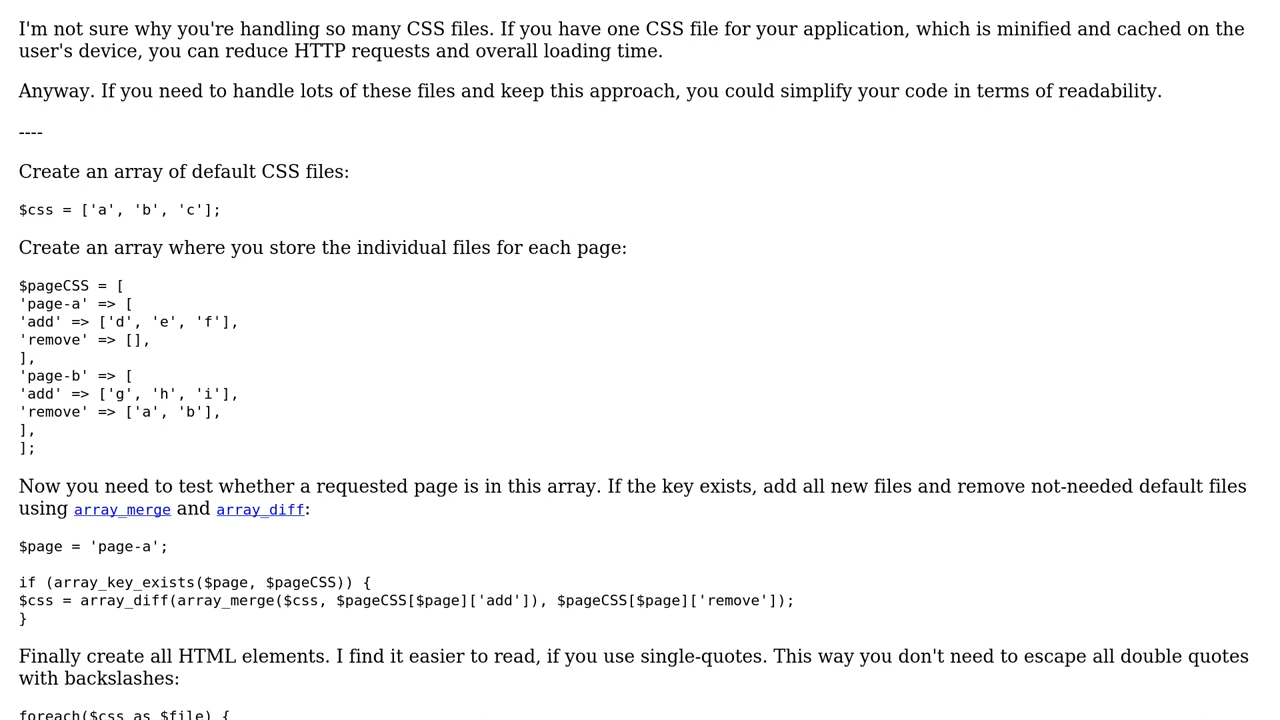 I'm not sure why you're handling so many CSS files. If you have one CSS file for your application, which is minified and cached on the
user's device, you can reduce HTTP requests and overall loading time.
Anyway. If you need to handle lots of these files and keep this approach, you could simplify your code in terms of readability.
----
Create an array of default CSS files:
$css = ['a', 'b', 'c'];
Create an array where you store the individual files for each page:
$pageCSS = [
'page-a' => [
'add' => ['d', 'e', 'f'],
'remove' => [],
],
'page-b' => [
'add' => ['g', 'h', 'i'],
'remove' => ['a', 'b'],
],
];
Now you need to test whether a requested page is in this array. If the key exists, add all new files and remove not-needed default files
using array_merge and array_diff:
$page = 'page-a';
if (array_key_exists($page, $pageCSS)) {
$css = array_diff(array_merge($css, $pageCSS[$page]['add']), $pageCSS[$page]['remove']);
}
Finally create all HTML elements. I find it easier to read, if you use single-quotes. This way you don't need to escape all double quotes
with backslashes:
foreach($css as $file) {